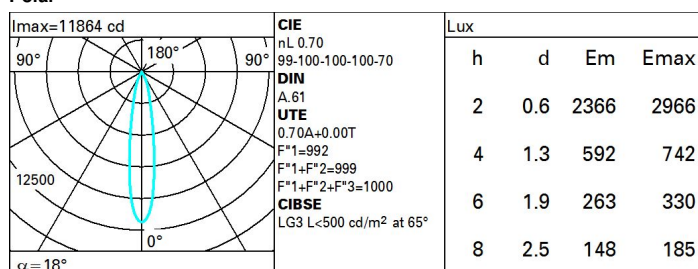 Imax=11864 cd
90° 180° 90°
12500
0°
α=18°
CIE
nL 0.70
99-100-100-100-70
DIN
A.61
UTE
0.70A+0.00T
F"1=992
F"1+F"2=999
F"1+F"2+F"3=1000
CIBSE
LG3 L<500 cd/m² at 65°
Lux
h d Em Emax
2 0.6 2366 2966
4 1.3 592 742
6 1.9 263 330
8 2.5 148 185